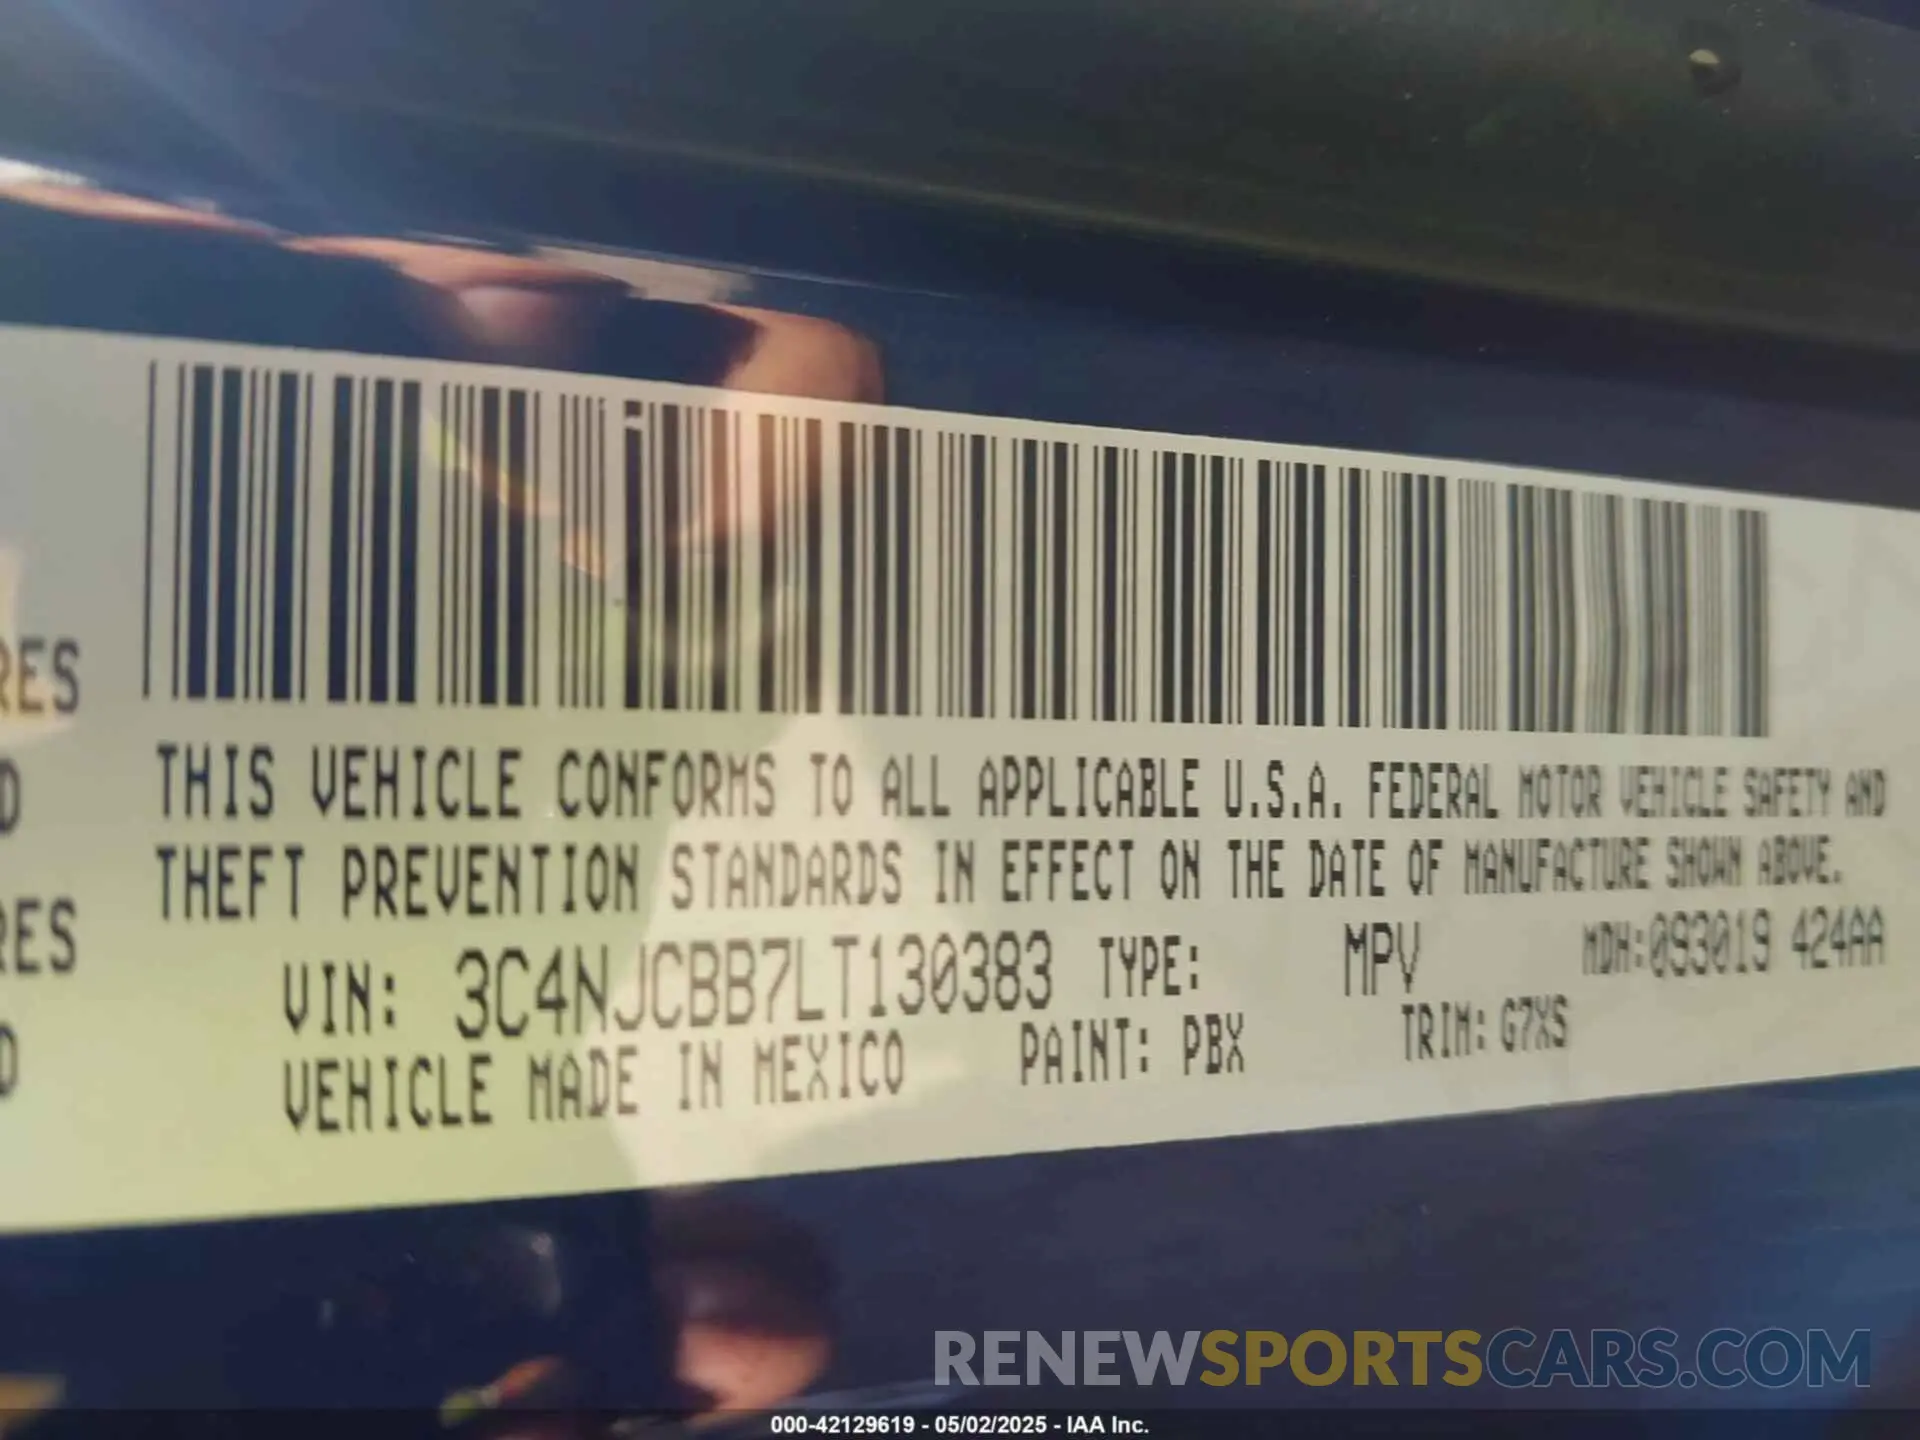 RES
D
RES
D
THIS VEHICLE CONFORMS TO ALL APPLICABLE U.S.A. FEDERAL MOTOR VEHICLE SAFETY AND
THEFT PREVENTION STANDARDS IN EFFECT ON THE DATE OF MANUFACTURE SHOWN ABOVE.
VIN: 3C4NJCBB7LT130383 TYPE: MPV MDH:093019 424AA
VEHICLE MADE IN MEXICO PAINT: PBX TRIM: G7XS
RENEWSPORTSCARS.COM
000-42129619 - 05/02/2025 - IAA Inc.